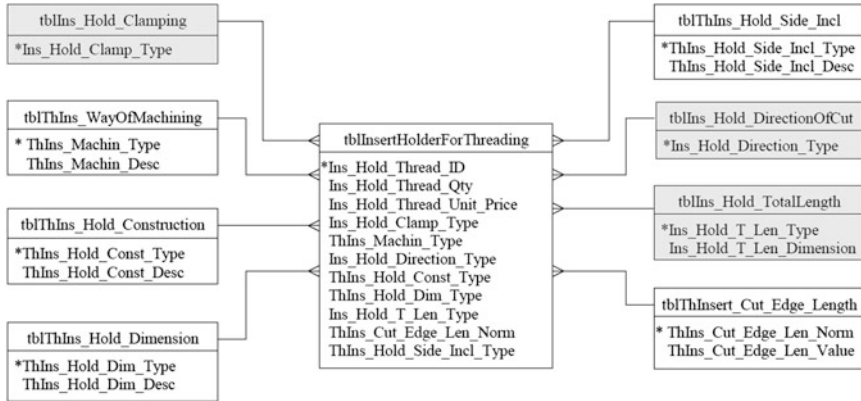 tblIns_Hold_Clamping
*Ins_Hold_Clamp_Type
tblThIns_WayOfMachining
* ThIns_Machin_Type
ThIns_Machin_Desc
tblThIns_Hold_Construction
*ThIns_Hold_Const_Type
ThIns_Hold_Const_Desc
tblThIns_Hold_Dimension
*ThIns_Hold_Dim_Type
ThIns_Hold_Dim_Desc
tblInsertHolderForThreading
*Ins_Hold_Thread_ID
Ins_Hold_Thread_Qty
Ins_Hold_Thread_Unit_Price
Ins_Hold_Clamp_Type
ThIns_Machin_Type
Ins_Hold_Direction_Type
ThIns_Hold_Const_Type
ThIns_Hold_Dim_Type
Ins_Hold_T_Len_Type
ThIns_Cut_Edge_Len_Norm
ThIns_Hold_Side_Incl_Type
tblThIns_Hold_Side_Incl
*ThIns_Hold_Side_Incl_Type
ThIns_Hold_Side_Incl_Desc
tblIns_Hold_DirectionOfCut
*Ins_Hold_Direction_Type
tblIns_Hold_TotalLength
*Ins_Hold_T_Len_Type
Ins_Hold_T_Len_Dimension
tblThInsert_Cut_Edge_Length
* ThIns_Cut_Edge_Len_Norm
ThIns_Cut_Edge_Len_Value